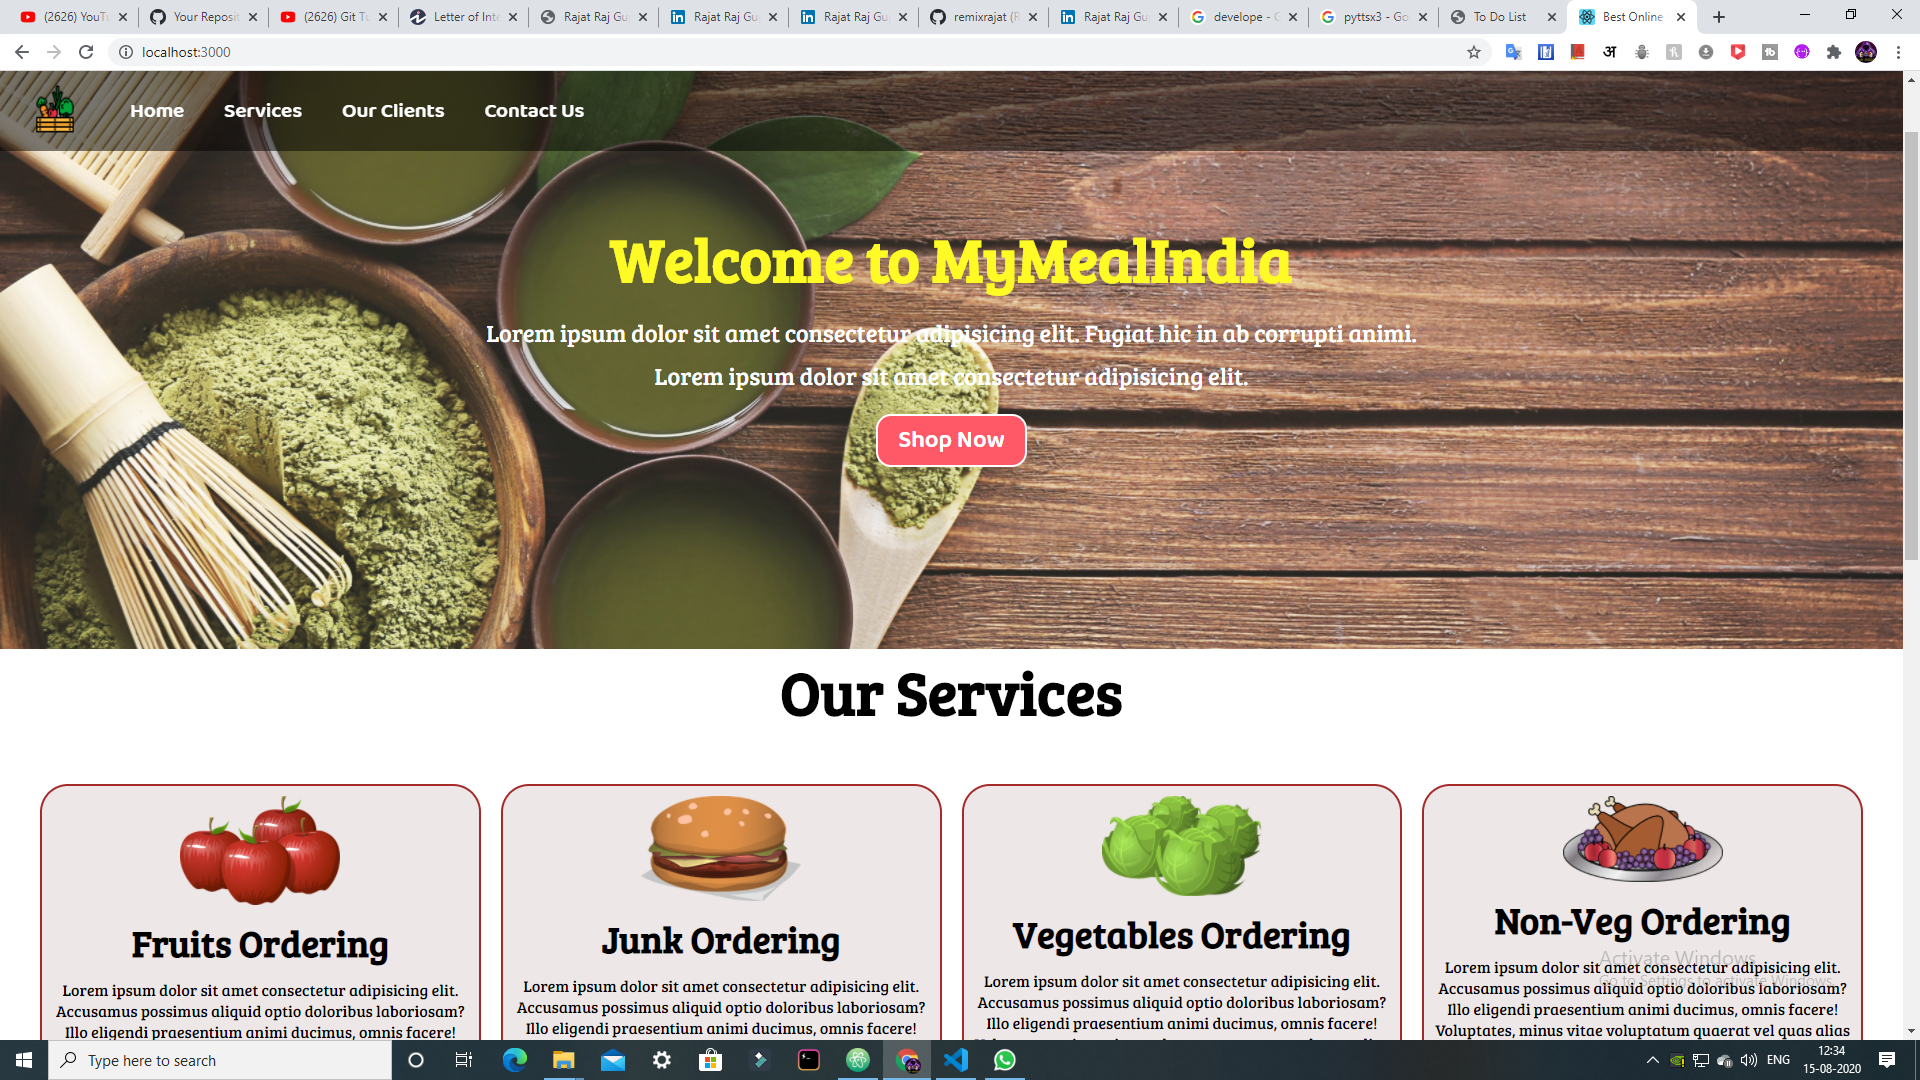 (2626) YouTu
Your Reposit
(2626) Git Tu
Letter of Inte
Rajat Raj Gu
Rajat Raj Gu
Rajat Raj Gu
remixrajat (R
Rajat Raj Gu
develope - G
pyttsx3 - Go
To Do List
Best Online
localhost:3000
Home
Services
Our Clients
Contact Us
Welcome to MyMealIndia
Lorem ipsum dolor sit amet consectetur adipisicing elit. Fugiat hic in ab corrupti animi.
Lorem ipsum dolor sit amet consectetur adipisicing elit.
Shop Now
Our Services
Fruits Ordering
Lorem ipsum dolor sit amet consectetur adipisicing elit.
Accusamus possimus aliquid optio doloribus laboriosam?
Illo eligendi praesentium animi ducimus, omnis facere!
Junk Ordering
Lorem ipsum dolor sit amet consectetur adipisicing elit.
Accusamus possimus aliquid optio doloribus laboriosam?
Illo eligendi praesentium animi ducimus, omnis facere!
Vegetables Ordering
Lorem ipsum dolor sit amet consectetur adipisicing elit.
Accusamus possimus aliquid optio doloribus laboriosam?
Illo eligendi praesentium animi ducimus, omnis facere!
Non-Veg Ordering
Lorem ipsum dolor sit amet consectetur adipisicing elit.
Accusamus possimus aliquid optio doloribus laboriosam?
Illo eligendi praesentium animi ducimus, omnis facere!
Voluptates, minus vitae voluptatum quaerat vel quas alias
Activate Windows
Go to Settings to activate Windows.
Type here to search
ENG
12:34
15-08-2020